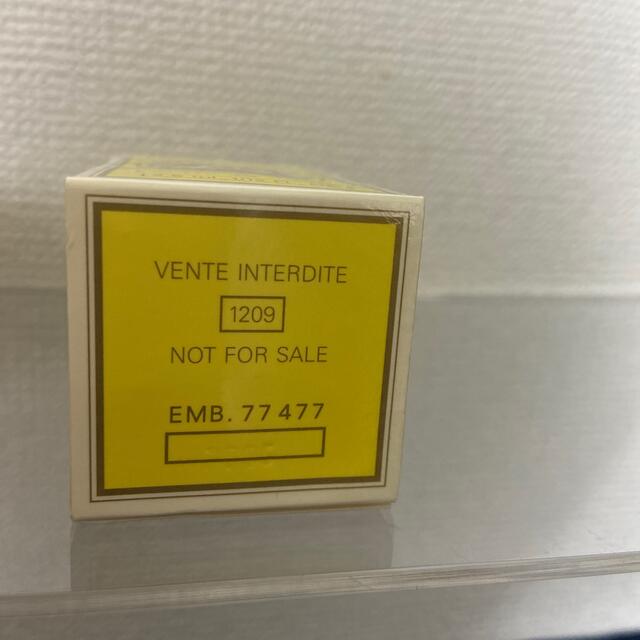 VENTE INTERDITE
1209
NOT FOR SALE
EMB. 77 477